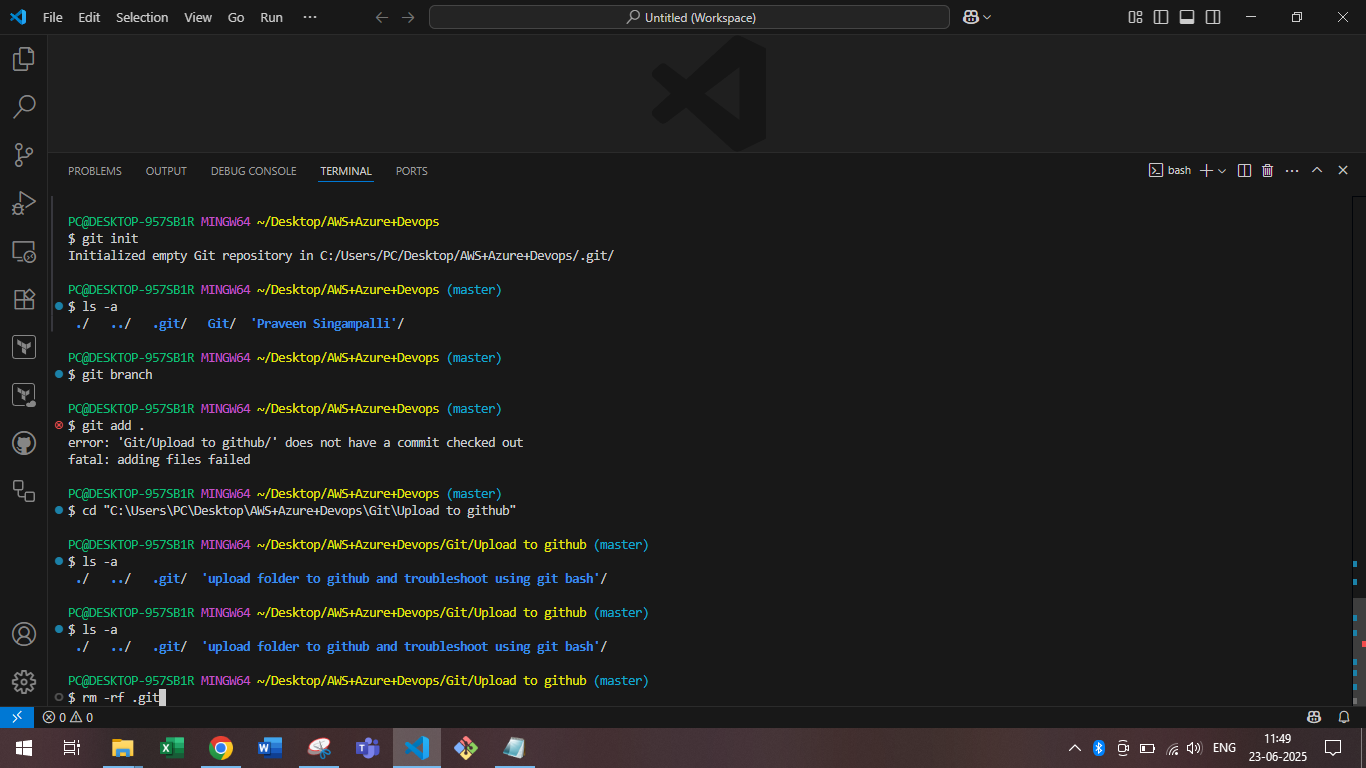 File Edit Selection View Go Run ··· Untitled (Workspace)
PROBLEMS OUTPUT DEBUG CONSOLE TERMINAL PORTS bash
PC@DESKTOP-957SB1R MINGW64 ~/Desktop/AWS+Azure+Devops
$ git init
Initialized empty Git repository in C:/Users/PC/Desktop/AWS+Azure+Devops/.git/
PC@DESKTOP-957SB1R MINGW64 ~/Desktop/AWS+Azure+Devops (master)
$ ls -a
./ ../ .git/ Git/ 'Praveen Singampalli'/
PC@DESKTOP-957SB1R MINGW64 ~/Desktop/AWS+Azure+Devops (master)
$ git branch
PC@DESKTOP-957SB1R MINGW64 ~/Desktop/AWS+Azure+Devops (master)
$ git add .
error: 'Git/Upload to github/' does not have a commit checked out
fatal: adding files failed
PC@DESKTOP-957SB1R MINGW64 ~/Desktop/AWS+Azure+Devops (master)
$ cd "C:\Users\PC\Desktop\AWS+Azure+Devops\Git\Upload to github"
PC@DESKTOP-957SB1R MINGW64 ~/Desktop/AWS+Azure+Devops/Git/Upload to github (master)
$ ls -a
./ ../ .git/ 'upload folder to github and troubleshoot using git bash'/
PC@DESKTOP-957SB1R MINGW64 ~/Desktop/AWS+Azure+Devops/Git/Upload to github (master)
$ ls -a
./ ../ .git/ 'upload folder to github and troubleshoot using git bash'/
PC@DESKTOP-957SB1R MINGW64 ~/Desktop/AWS+Azure+Devops/Git/Upload to github (master)
$ rm -rf .git
0 0
ENG 11:49
23-06-2025